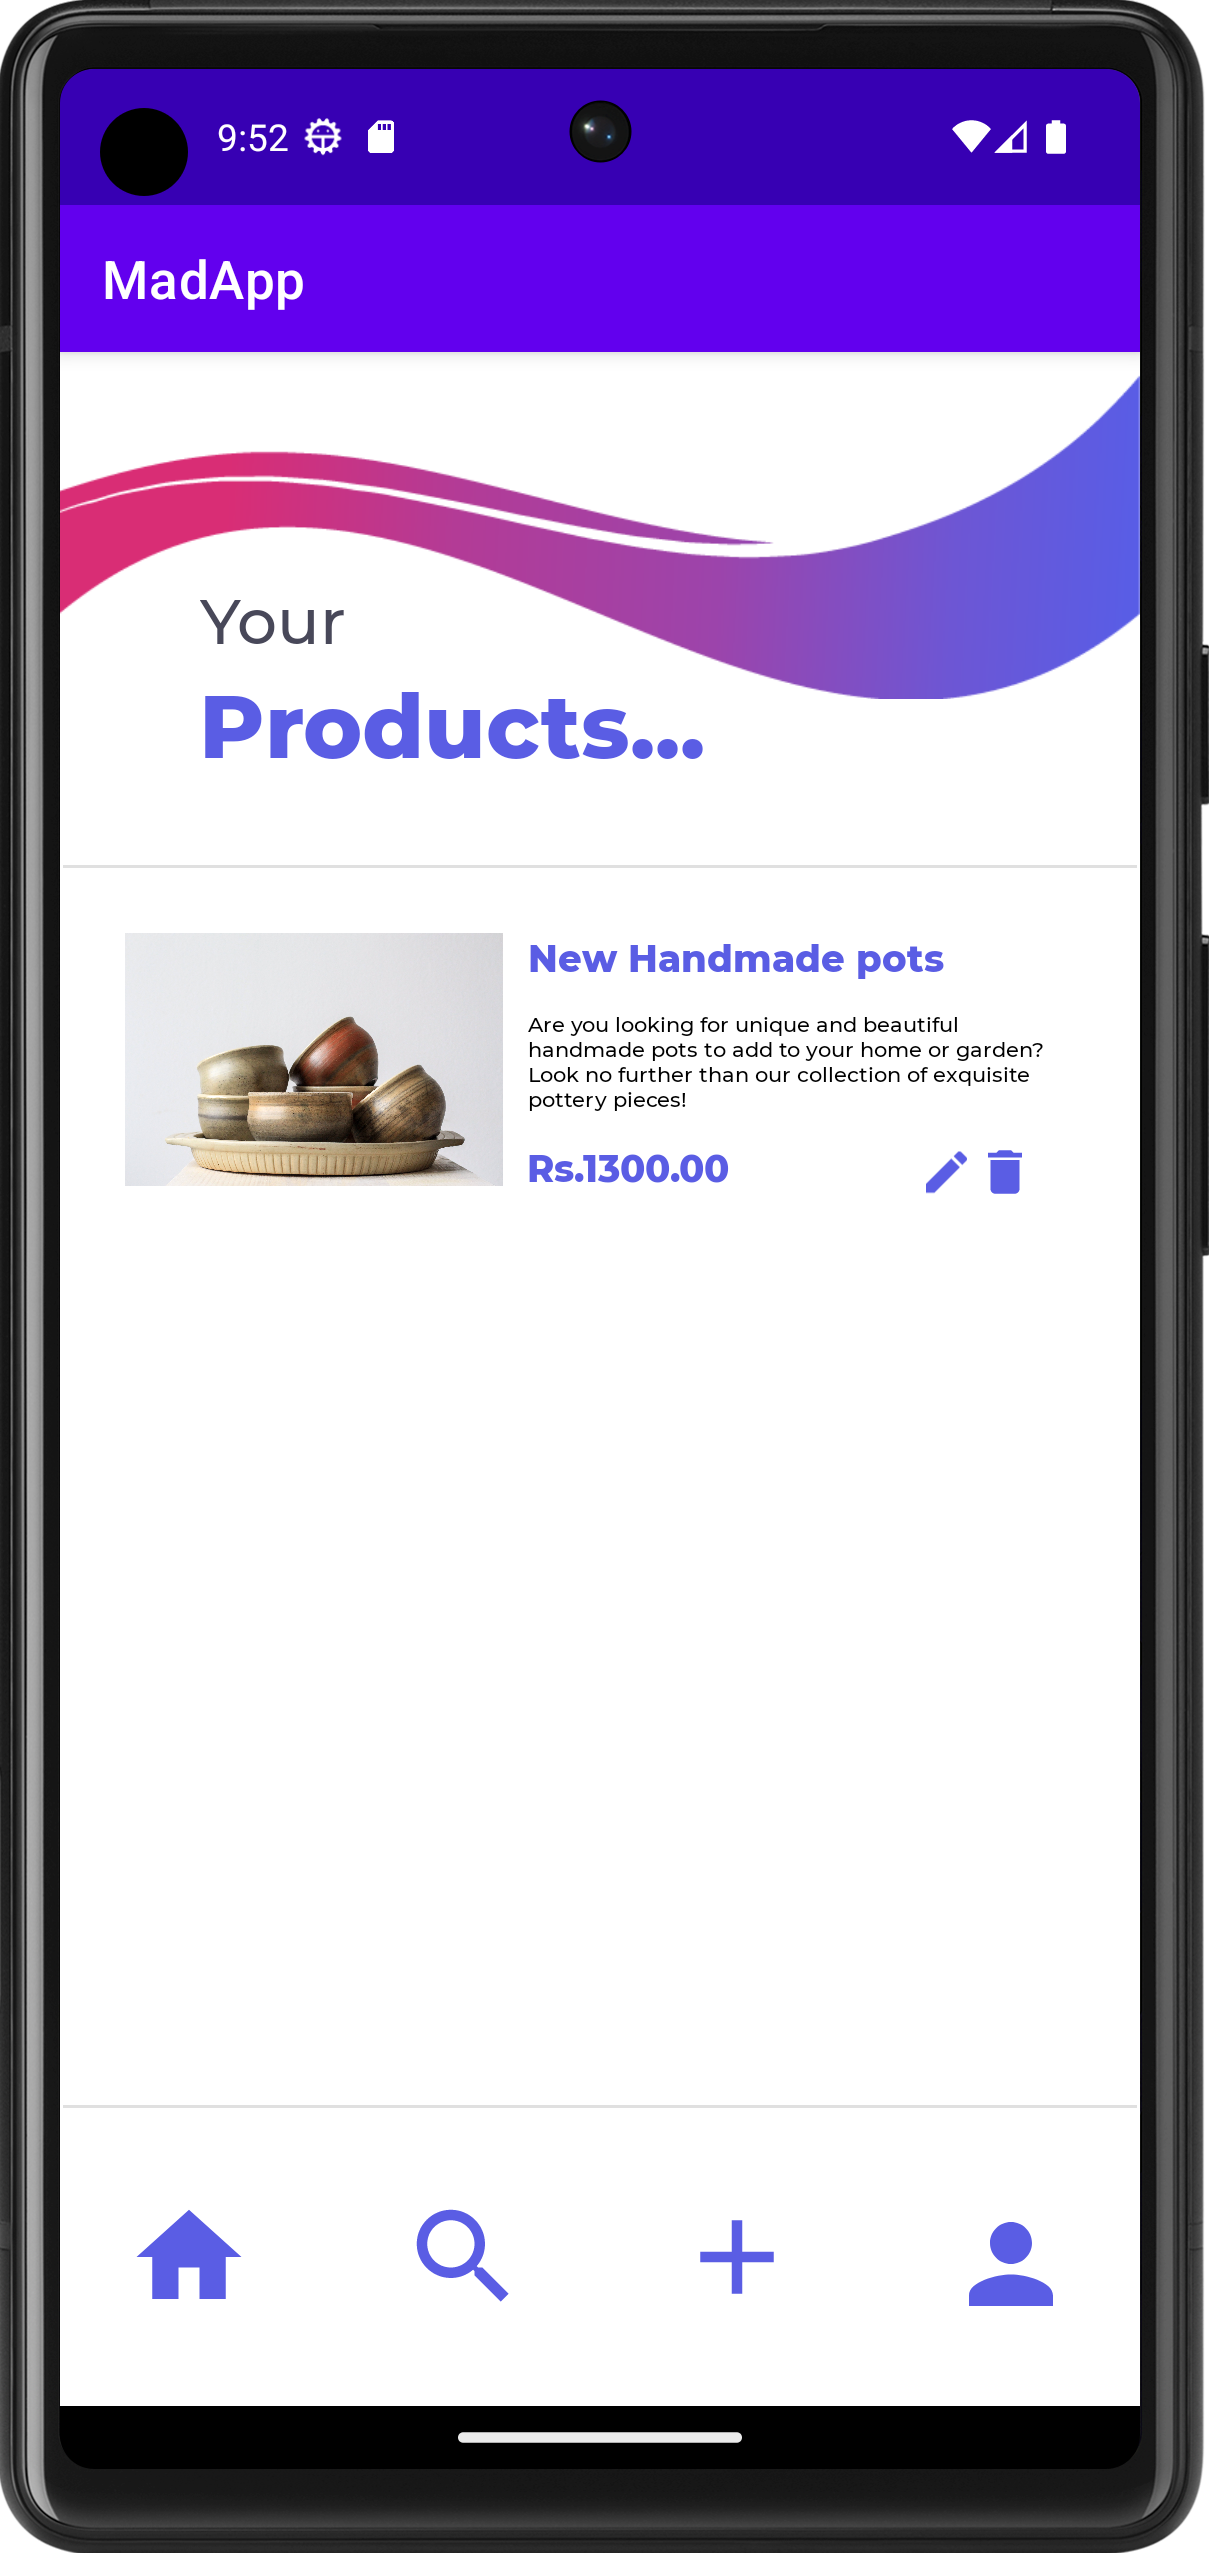 9:52
MadApp
Your
Products...
New Handmade pots
Are you looking for unique and beautiful
handmade pots to add to your home or garden?
Look no further than our collection of exquisite
pottery pieces!
Rs.1300.00